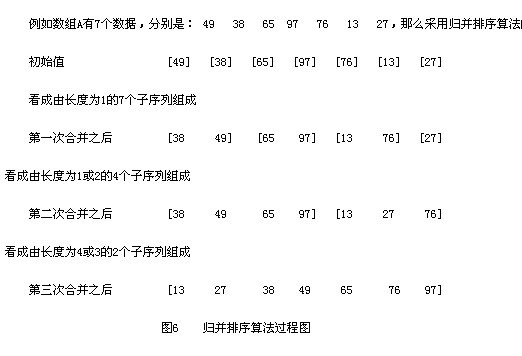 例如数组A有7个数据，分别是： 49 38 65 97 76 13 27，那么采用归并排序算法
初始值 [49] [38] [65] [97] [76] [13] [27]
看成由长度为1的7个子序列组成
第一次合并之后 [38 49] [65 97] [13 76] [27]
看成由长度为1或2的4个子序列组成
第二次合并之后 [38 49 65 97] [13 27 76]
看成由长度为4或3的2个子序列组成
第三次合并之后 [13 27 38 49 65 76 97]
图6 归并排序算法过程图